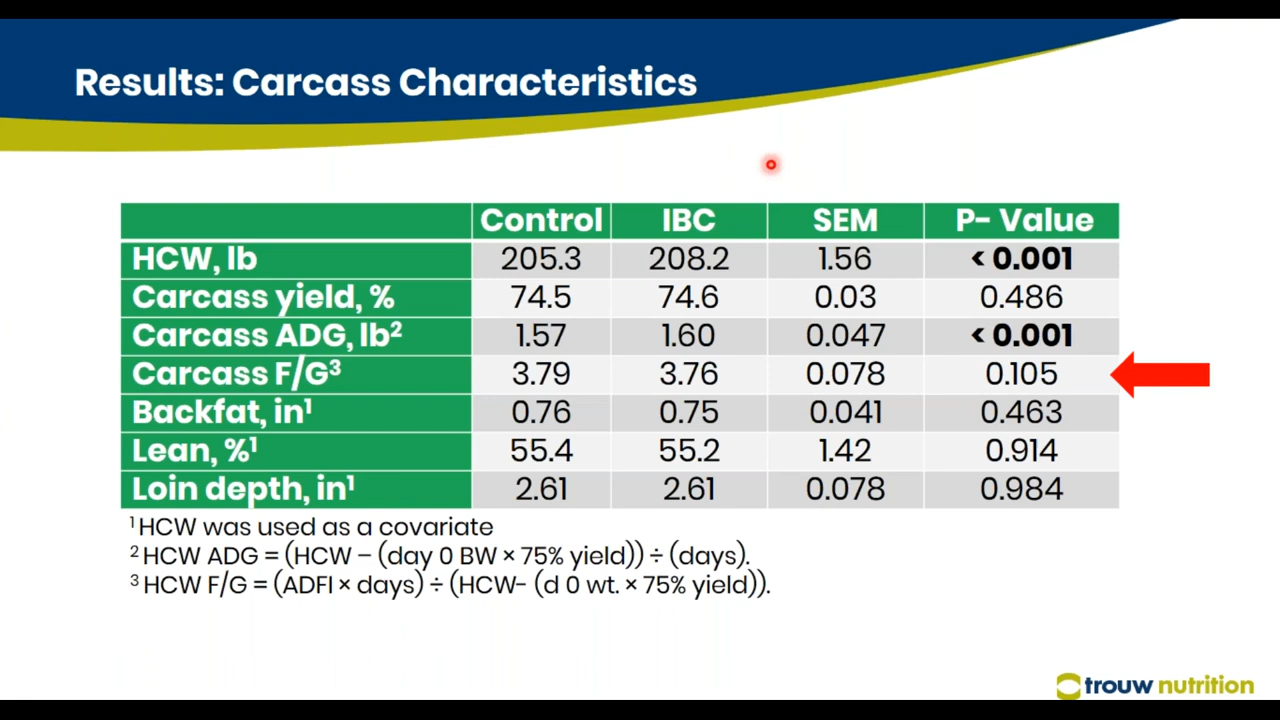 Results: Carcass Characteristics
Control IBC SEM P- Value
HCW, lb 205.3 208.2 1.56 < 0.001
Carcass yield, % 74.5 74.6 0.03 0.486
Carcass ADG, lb² 1.57 1.60 0.047 < 0.001
Carcass F/G³ 3.79 3.76 0.078 0.105
Backfat, in¹ 0.76 0.75 0.041 0.463
Lean, %¹ 55.4 55.2 1.42 0.914
Loin depth, in¹ 2.61 2.61 0.078 0.984
¹ HCW was used as a covariate
² HCW ADG = (HCW – (day 0 BW × 75% yield)) ÷ (days).
³ HCW F/G = (ADFI × days) ÷ (HCW- (d 0 wt. × 75% yield)).
trouw nutrition